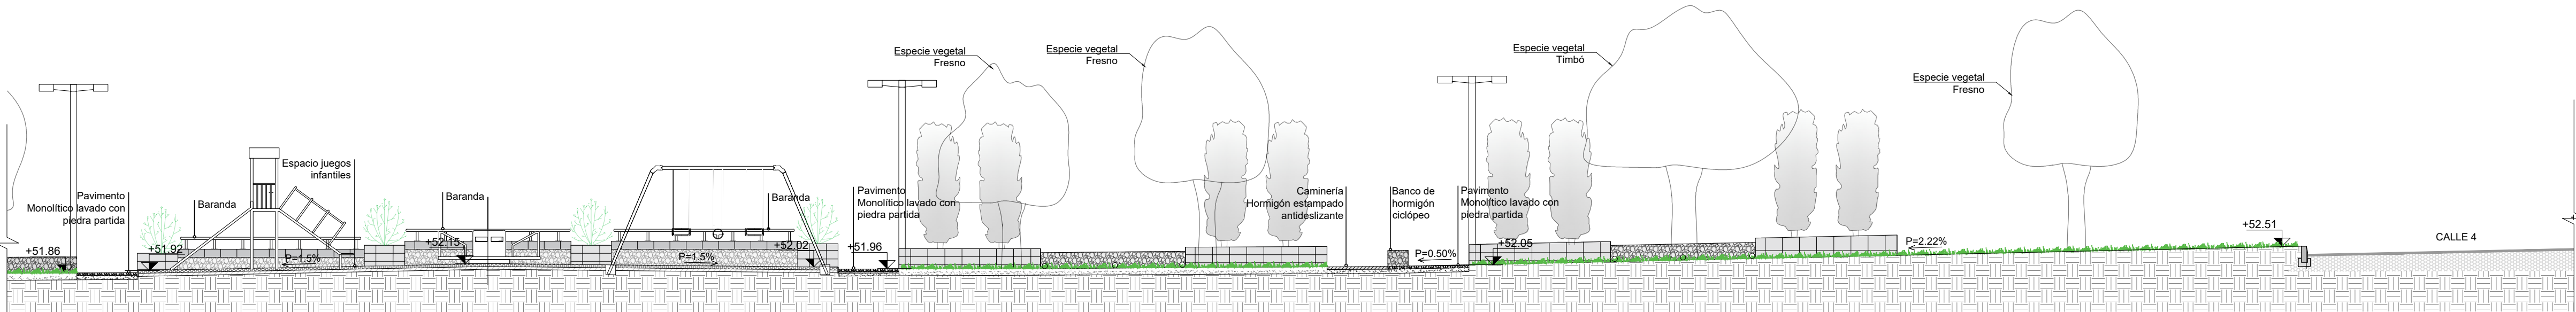 +51.86
Pavimento
Monolítico lavado con
piedra partida
+51.92
Baranda
P=1.5%
Espacio juegos
infantiles
Baranda
+52.15
P=1.5%
Baranda
+52.02
Pavimento
Monolítico lavado con
piedra partida
+51.96
Especie vegetal
Fresno
Especie vegetal
Fresno
Caminería
Hormigón estampado
antideslizante
Banco de
hormigón
ciclópeo
P=0.50%
Pavimento
Monolítico lavado con
piedra partida
+52.05
Especie vegetal
Timbó
P=2.22%
Especie vegetal
Fresno
+52.51
CALLE 4